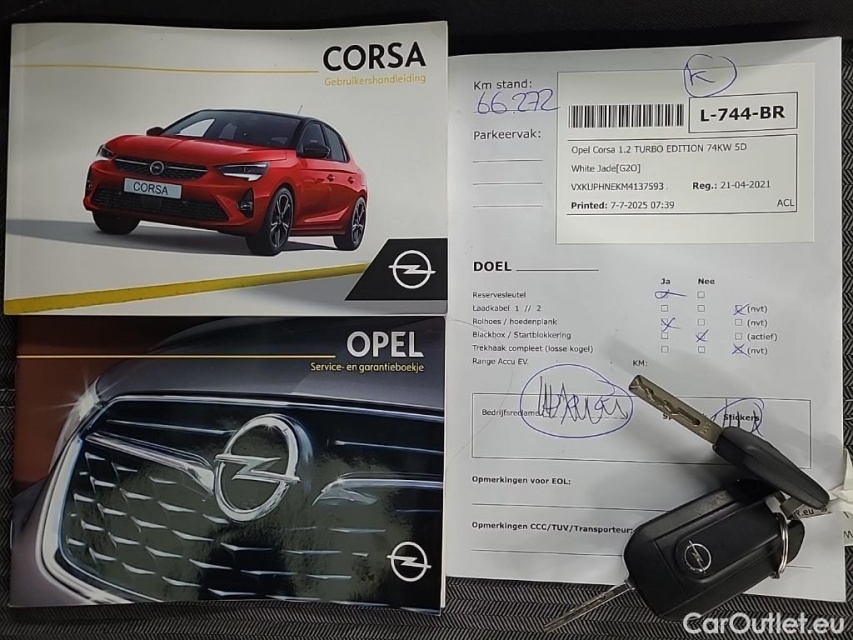 CORSA
Gebruikershandleiding
CORSA
OPEL
Service- en garantieboekje
Km stand:
66.272
Parkeervak:
K
L-744-BR
Opel Corsa 1.2 TURBO EDITION 74KW 5D
White Jade[G2O]
VXKUPHNEKM4137593 Reg.: 21-04-2021
Printed: 7-7-2025 07:39 ACL
DOEL
Ja Nee
Reservesleutel
Laadkabel 1 // 2 (nvt)
Rolhoes / hoedenplank (nvt)
Blackbox / Startblokkering (actief)
Trekhaak compleet (losse kogel) (nvt)
Range Accu EV. KM:
Stickers
Opmerkingen voor EOL:
Opmerkingen CCC/TUV/Transporteur:
R.eu
CarOutlet.eu